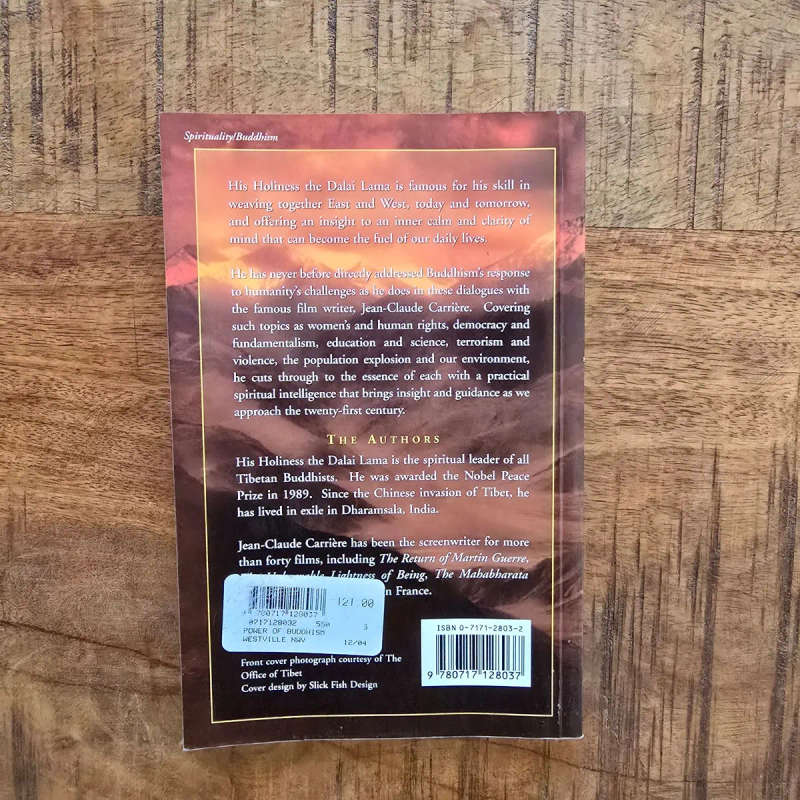 Spirituality/Buddhism
His Holiness the Dalai Lama is famous for his skill in
weaving together East and West, today and tomorrow,
and offering an insight to an inner calm and clarity of
mind that can become the fuel of our daily lives.
He has never before directly addressed Buddhism's response
to humanity's challenges as he does in these dialogues with
the famous film writer, Jean-Claude Carrière. Covering
such topics as women's and human rights, democracy and
fundamentalism, education and science, terrorism and
violence, the population explosion and our environment,
he cuts through to the essence of each with a practical
spiritual intelligence that brings insight and guidance as we
approach the twenty-first century.
THE AUTHORS
His Holiness the Dalai Lama is the spiritual leader of all
Tibetan Buddhists. He was awarded the Nobel Peace
Prize in 1989. Since the Chinese invasion of Tibet, he
has lived in exile in Dharamsala, India.
Jean-Claude Carrière has been the screenwriter for more
than forty films, including The Return of Martin Guerre,
Lightness of Being, The Mahabharata
in France.
121.00
9 780717 128037
0717128032 550 3
POWER OF BUDDHISM
WESTVILLE NWV 12/04
Front cover photograph courtesy of The
Office of Tibet
Cover design by Slick Fish Design
ISBN 0-7171-2803-2
9 780717 128037